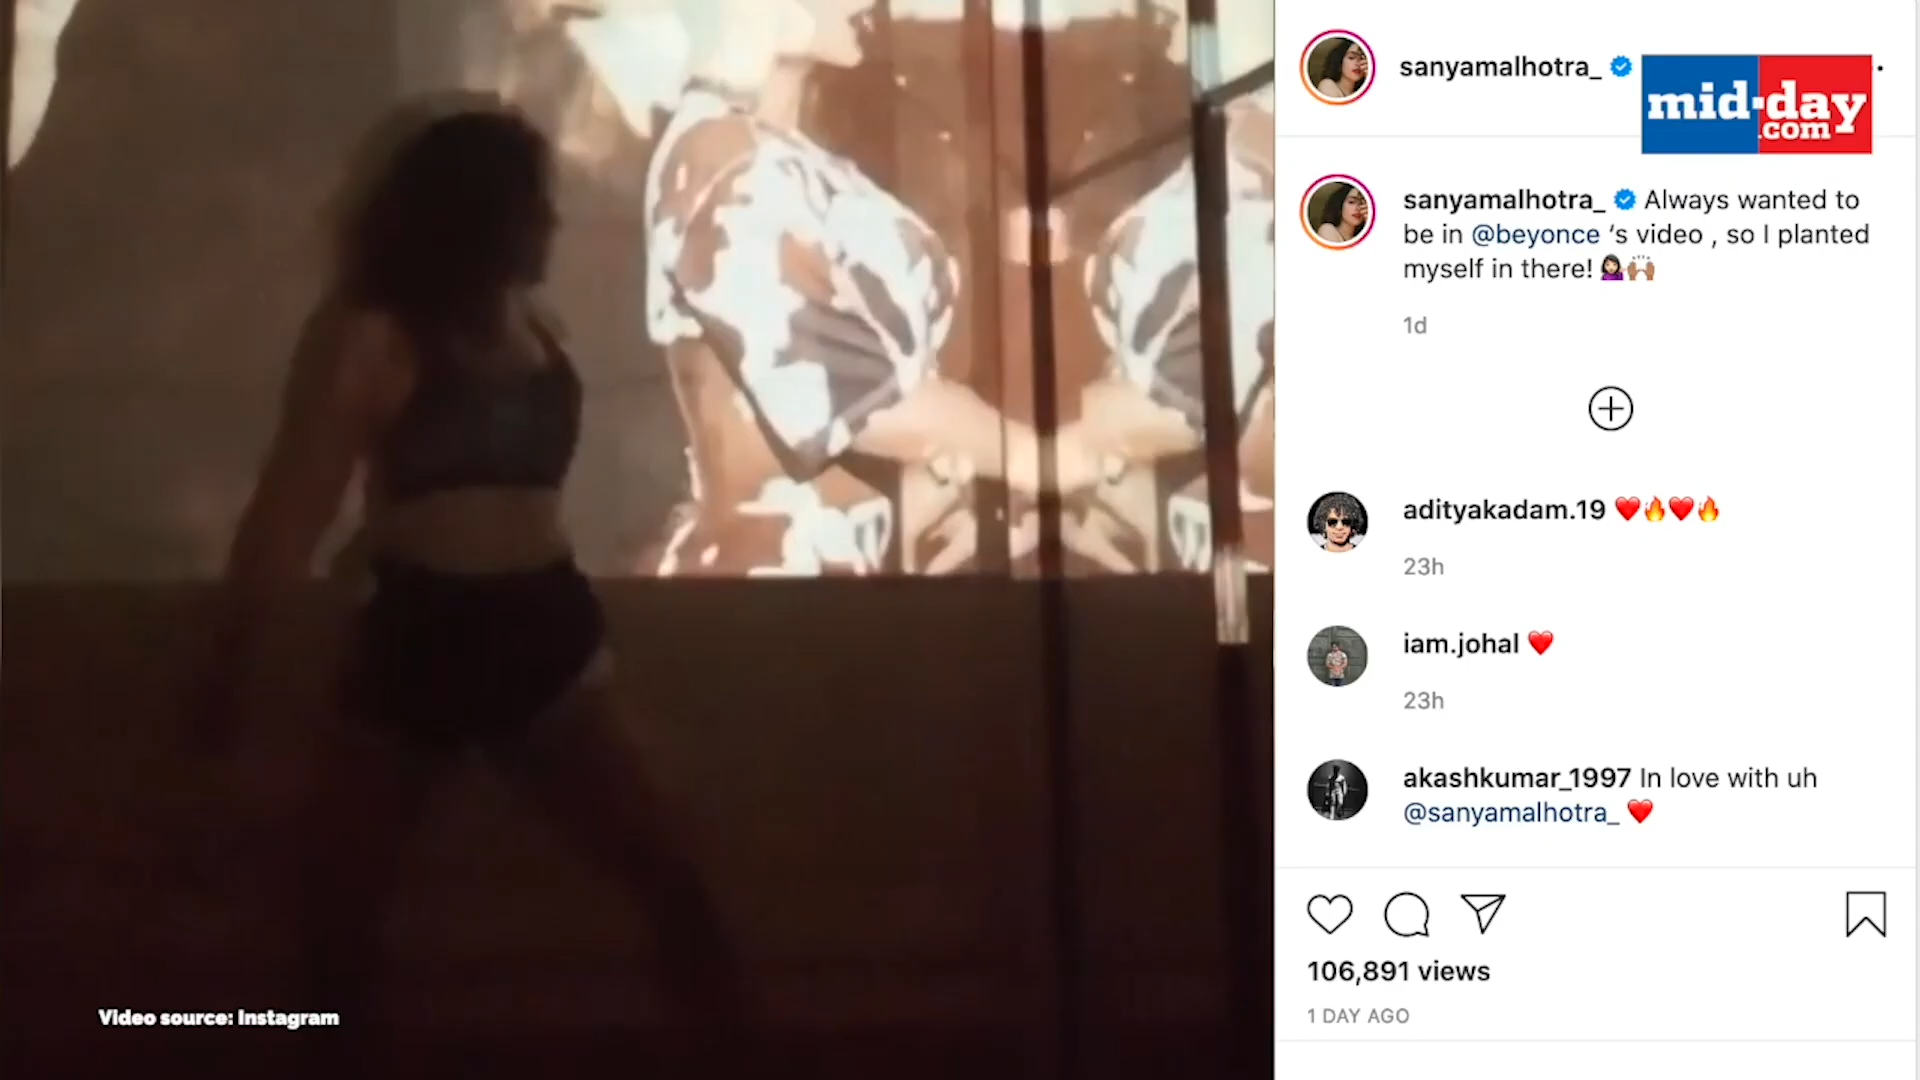 sanyamalhotra_
mid-day
.com
sanyamalhotra_ Always wanted to
be in @beyonce ‘s video , so I planted
myself in there! 💁🏻‍♀️🙌🏽
1d
adityakadam.19 ❤️🔥❤️🔥
23h
iam.johal ❤️
23h
akashkumar_1997 In love with uh
@sanyamalhotra_ ❤️
106,891 views
1 DAY AGO
Video source: Instagram